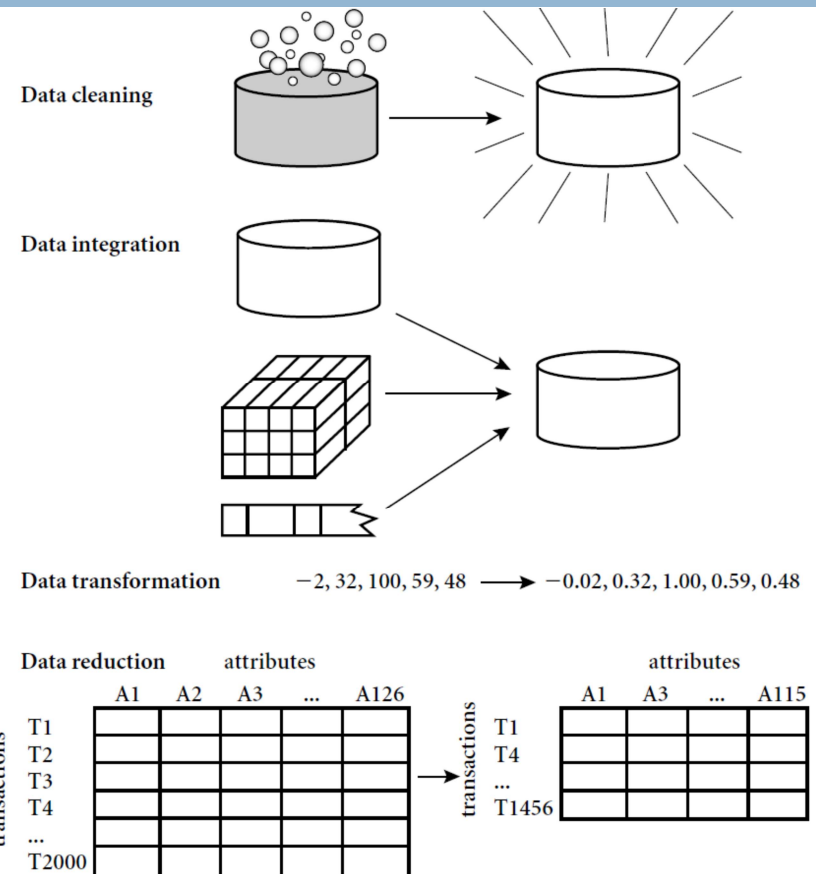 Data cleaning
Data integration
Data transformation −2, 32, 100, 59, 48 −0.02, 0.32, 1.00, 0.59, 0.48
Data reduction attributes attributes
A1 A2 A3 ... A126 A1 A3 ... A115
T1
T2
T3
T4
...
T2000
transactions
T1
T4
...
T1456